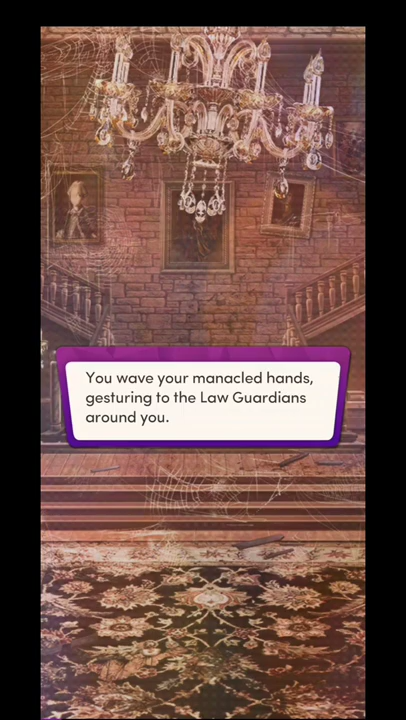 You wave your manacled hands,
gesturing to the Law Guardians
around you.